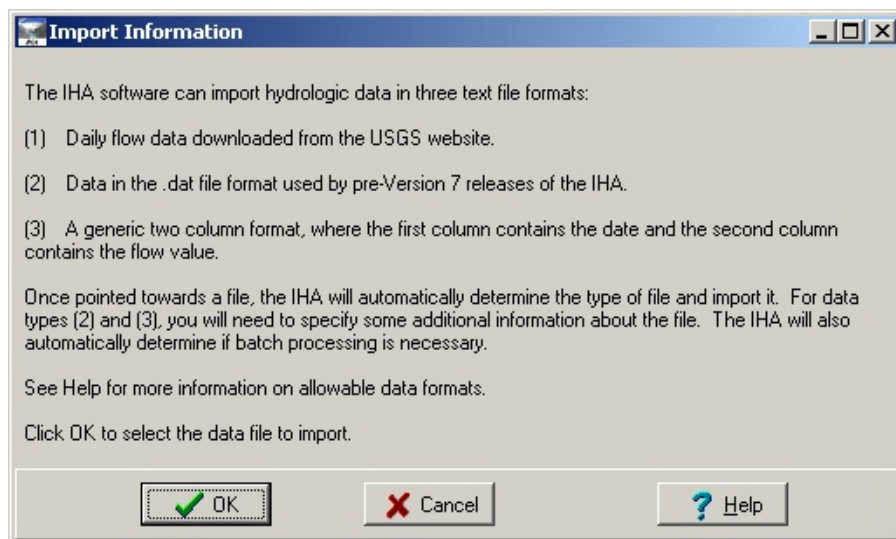 Import Information
The IHA software can import hydrologic data in three text file formats:
(1) Daily flow data downloaded from the USGS website.
(2) Data in the .dat file format used by pre-Version 7 releases of the IHA.
(3) A generic two column format, where the first column contains the date and the second column
contains the flow value.
Once pointed towards a file, the IHA will automatically determine the type of file and import it. For data
types (2) and (3), you will need to specify some additional information about the file. The IHA will also
automatically determine if batch processing is necessary.
See Help for more information on allowable data formats.
Click OK to select the data file to import.
OK Cancel Help